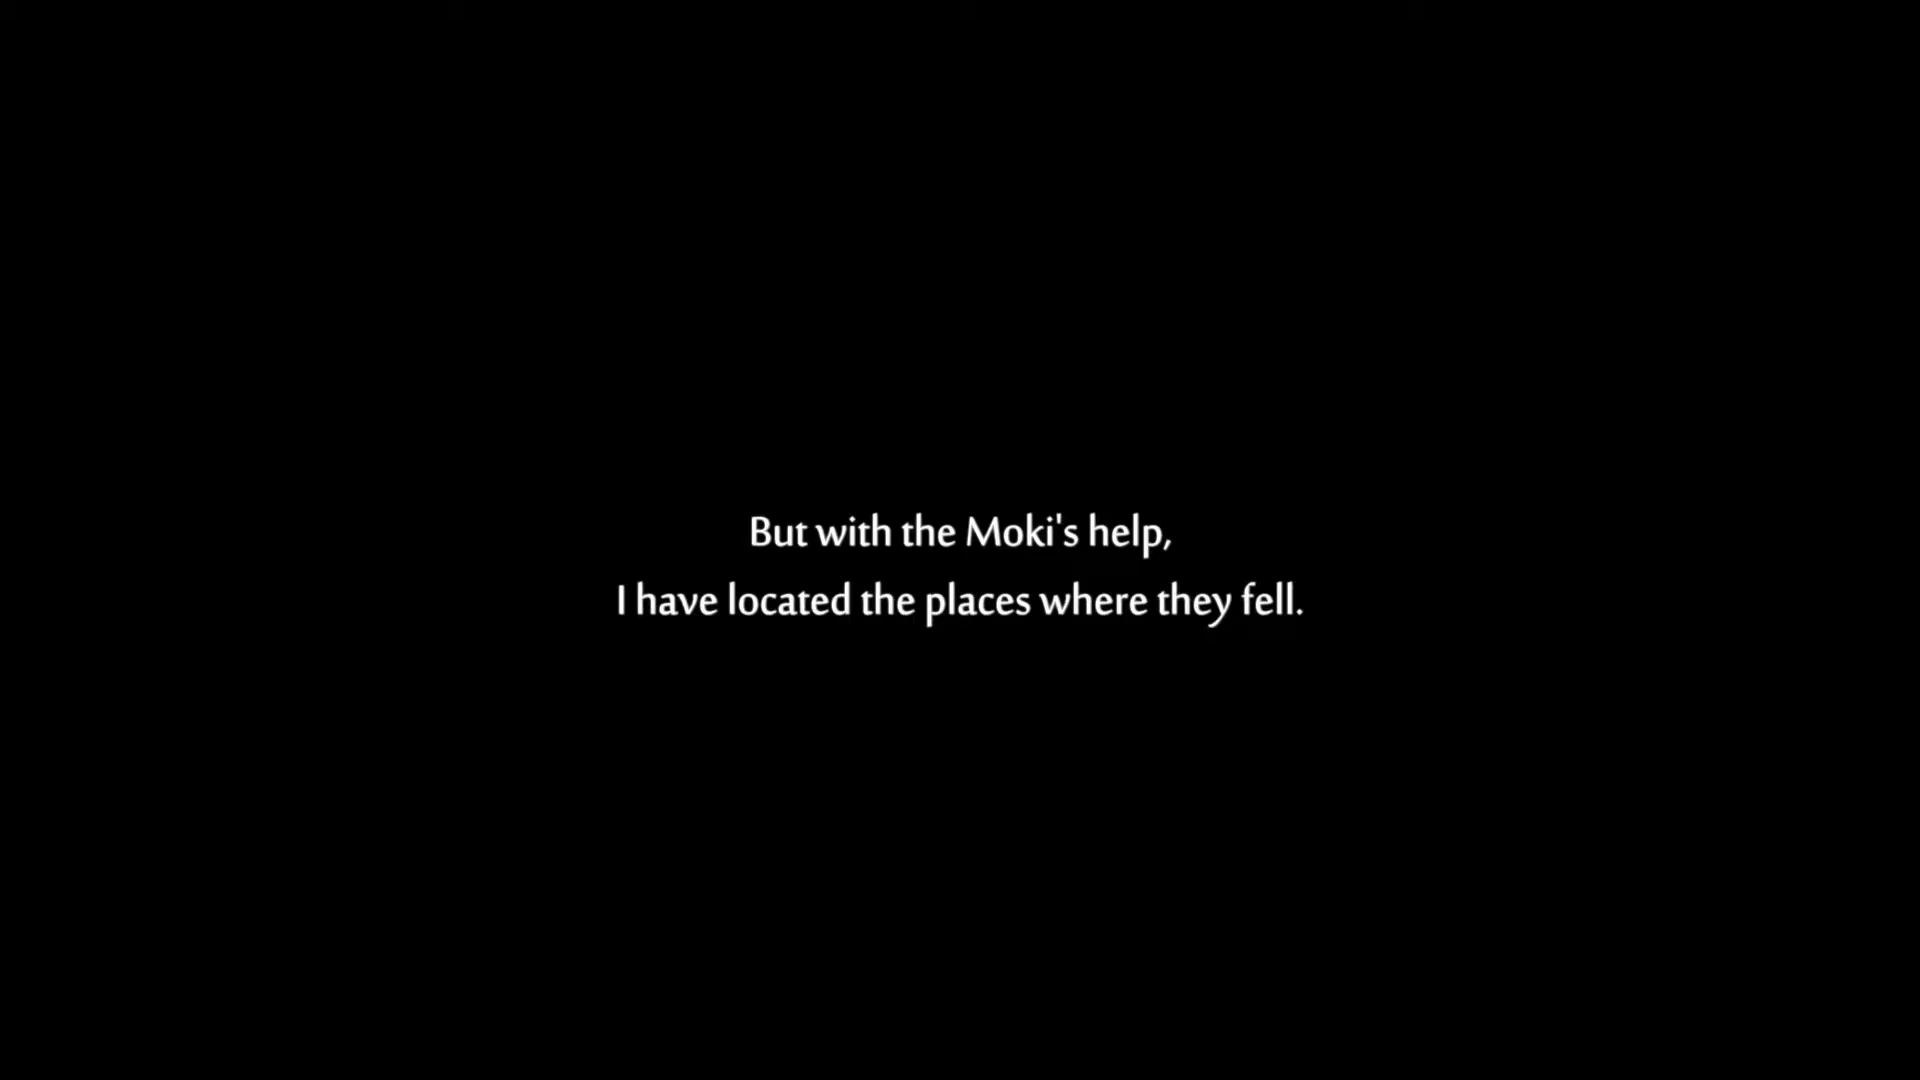 But with the Moki's help,
I have located the places where they fell.